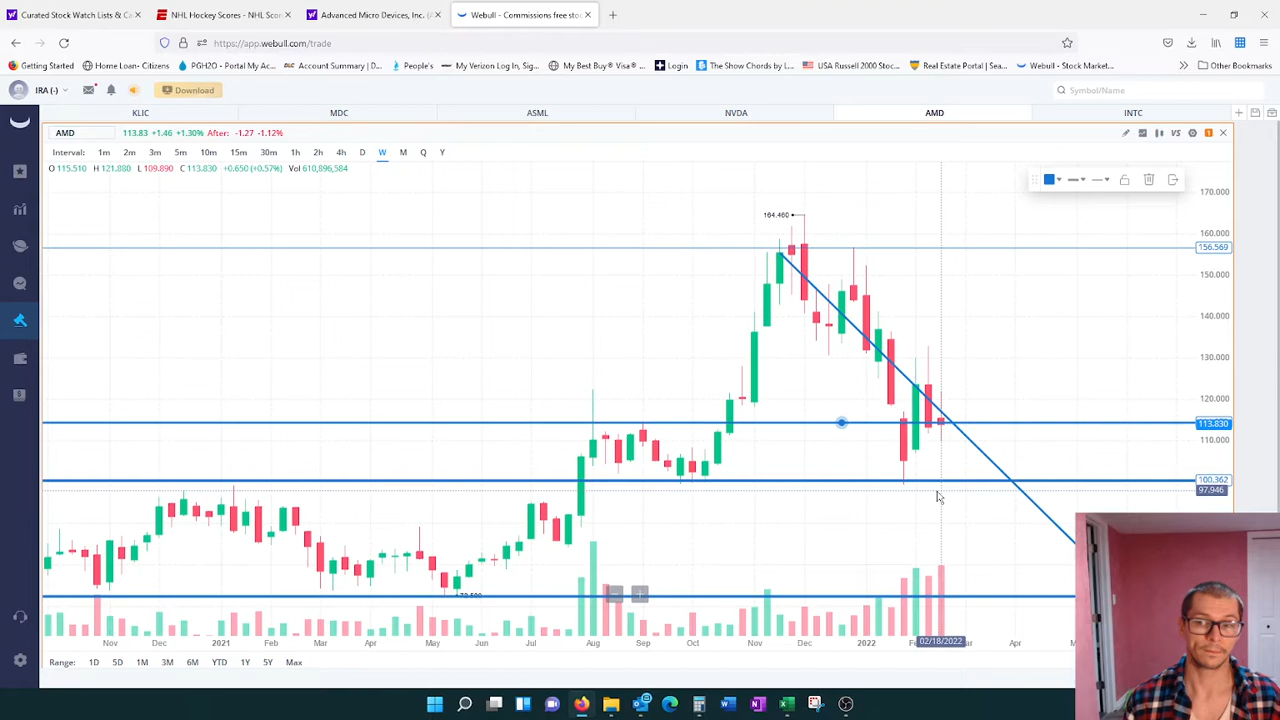 Curated Stock Watch Lists & Ca
NHL Hockey Scores - NHL Scor
Advanced Micro Devices, Inc. (A
Webull - Commissions free sto
https://app.webull.com/trade
Getting Started
Home Loan- Citizens
PGH2O - Portal My Ac...
Account Summary | D...
People's
My Verizon Log In, Sig...
My Best Buy® Visa® ...
Login
The Show Chords by L...
USA Russell 2000 Stoc...
Real Estate Portal | Sea...
Webull - Stock Market...
Other Bookmarks
IRA (-)
Download
Symbol/Name
KLIC
MDC
ASML
NVDA
AMD
INTC
AMD 113.83 +1.46 +1.30% After: -1.27 -1.12%
VS
1
Interval: 1m 2m 3m 5m 10m 15m 30m 1h 2h 4h D W M Q Y
O 115.510 H 121.880 L 109.890 C 113.830 +0.650 (+0.57%) Vol 610,896,584
170.000
164.460
160.000
156.569
150.000
140.000
130.000
120.000
113.830
110.000
100.362
97.946
Nov Dec 2021 Feb Mar Apr May Jun Jul Aug Sep Oct Nov Dec 2022 02/18/2022 Apr
Range: 1D 5D 1M 3M 6M YTD 1Y 5Y Max